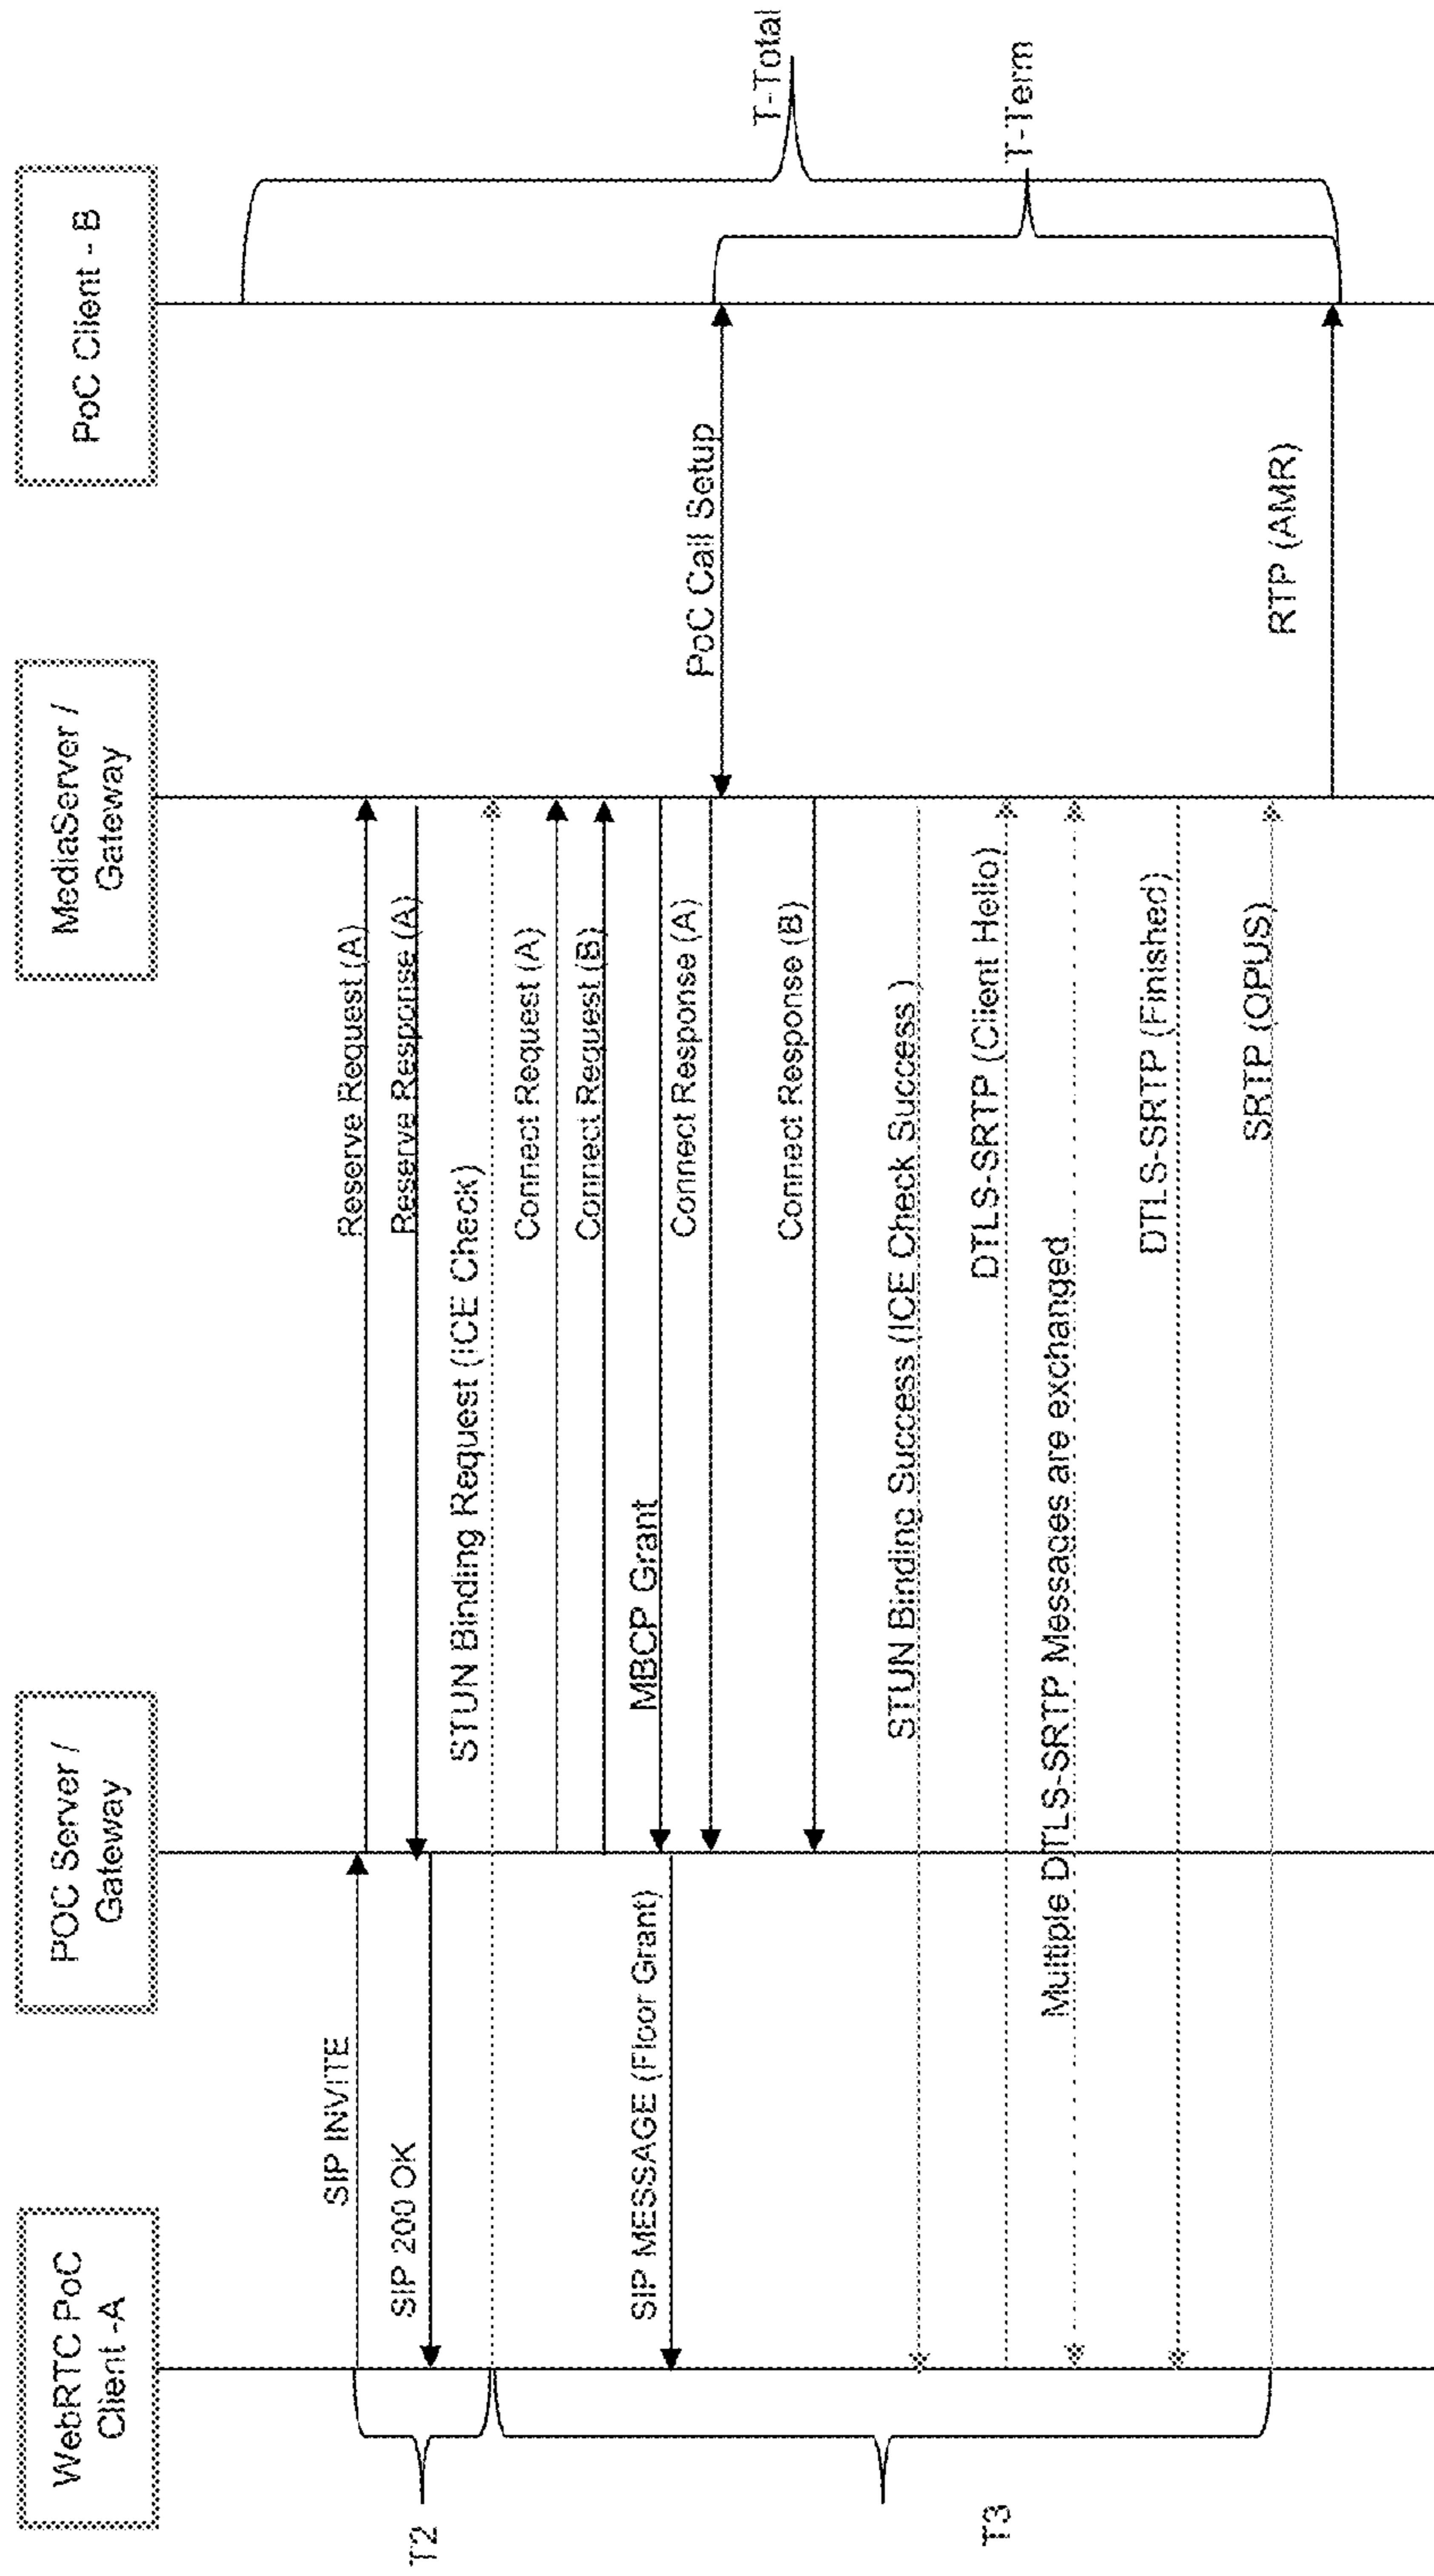 WebRTC PoC
Client -A
POC Server /
Gateway
MediaServer /
Gateway
PoC Client - B
SIP INVITE
Reserve Request (A)
Reserve Response (A)
SIP 200 OK
T2
STUN Binding Request (ICE Check)
Connect Request (A)
Connect Request (B)
MBCP Grant
SIP MESSAGE (Floor Grant)
Connect Response (A)
PoC Call Setup
T-Total
Connect Response (B)
STUN Binding Success (ICE Check Success )
DTLS-SRTP (Client Hello)
T3
T-Term
Multiple DTLS-SRTP Messages are exchanged
DTLS-SRTP (Finished)
SRTP (OPUS)
RTP (AMR)